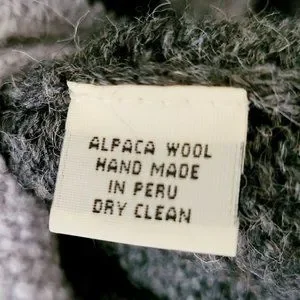 ALPACA WOOL
HAND MADE
IN PERU
DRY CLEAN